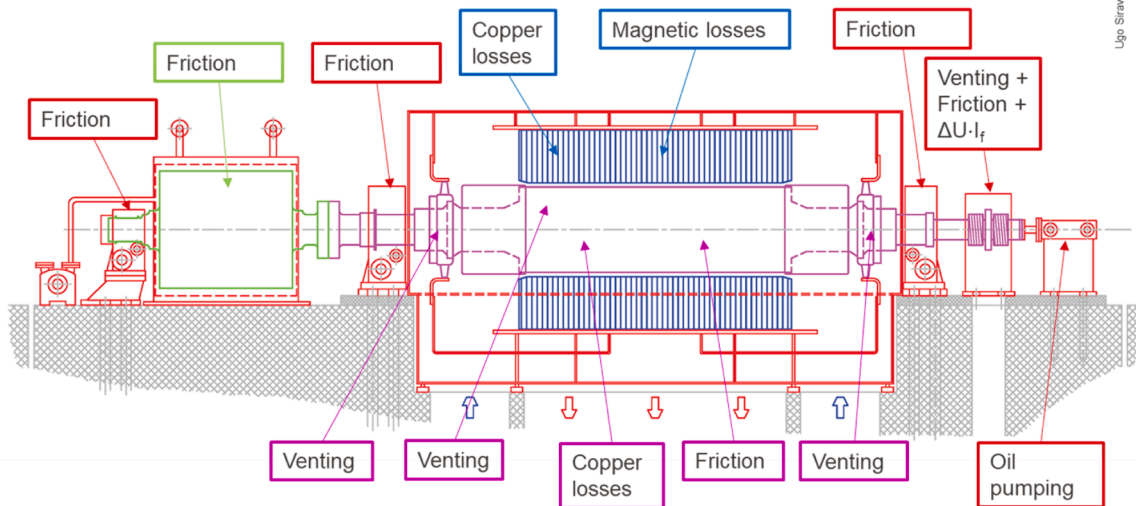 Ugo Sirav
Copper
losses
Magnetic losses
Friction
Friction
Friction
Venting +
Friction +
ΔU·If
Friction
Venting
Venting
Copper
losses
Friction
Venting
Oil
pumping